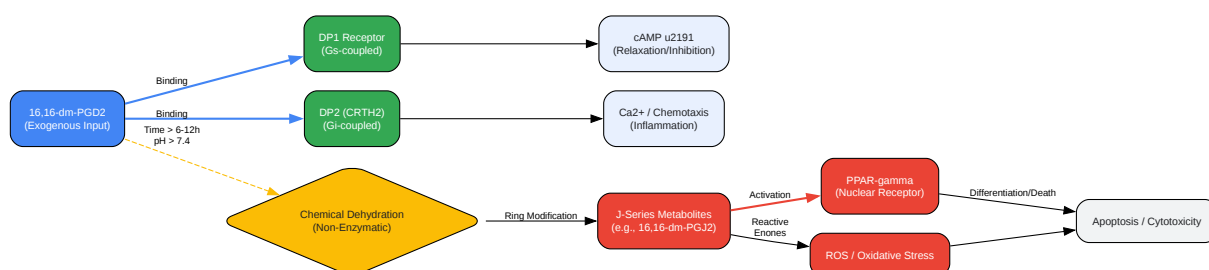 DP1 Receptor
(Gs-coupled)
cAMP u2191
(Relaxation/Inhibition)
Binding
16,16-dm-PGD2
(Exogenous Input)
Binding
DP2 (CRTH2)
(Gi-coupled)
Ca2+ / Chemotaxis
(Inflammation)
Time > 6-12h
pH > 7.4
Chemical Dehydration
(Non-Enzymatic)
Ring Modification
J-Series Metabolites
(e.g., 16,16-dm-PGJ2)
Activation
PPAR-gamma
(Nuclear Receptor)
Differentiation/Death
Reactive
Enones
ROS / Oxidative Stress
Apoptosis / Cytotoxicity